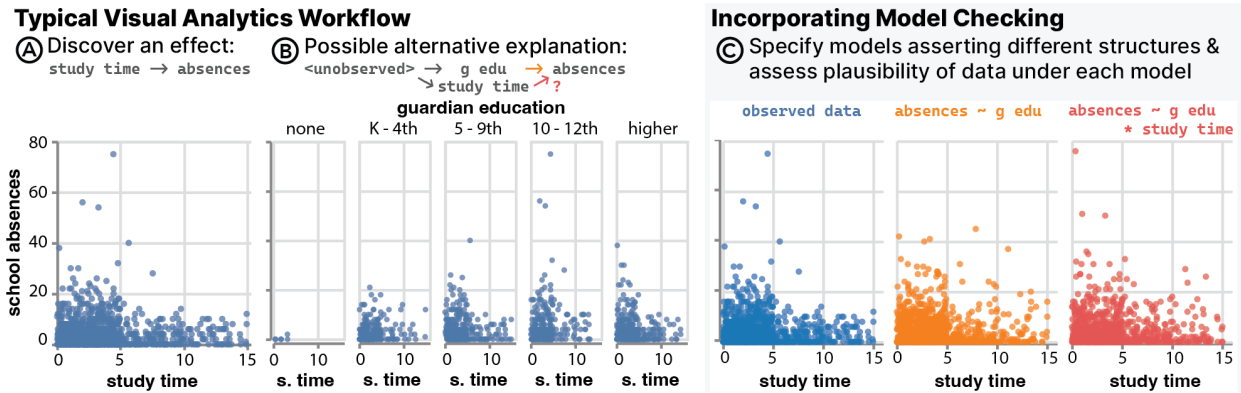 Typical Visual Analytics Workflow
A Discover an effect:
study time → absences
B Possible alternative explanation:
<unobserved> → g edu → absences
↘ study time ↗ ?
guardian education
none K - 4th 5 - 9th 10 - 12th higher
school absences
80
60
40
20
0
0 5 10 15
study time
0 10
s. time
0 10
s. time
0 10
s. time
0 10
s. time
0 10
s. time
Incorporating Model Checking
C Specify models asserting different structures &
assess plausibility of data under each model
observed data
absences ~ g edu
absences ~ g edu
* study time
0 5 10 15
study time
0 5 10 15
study time
0 5 10 15
study time